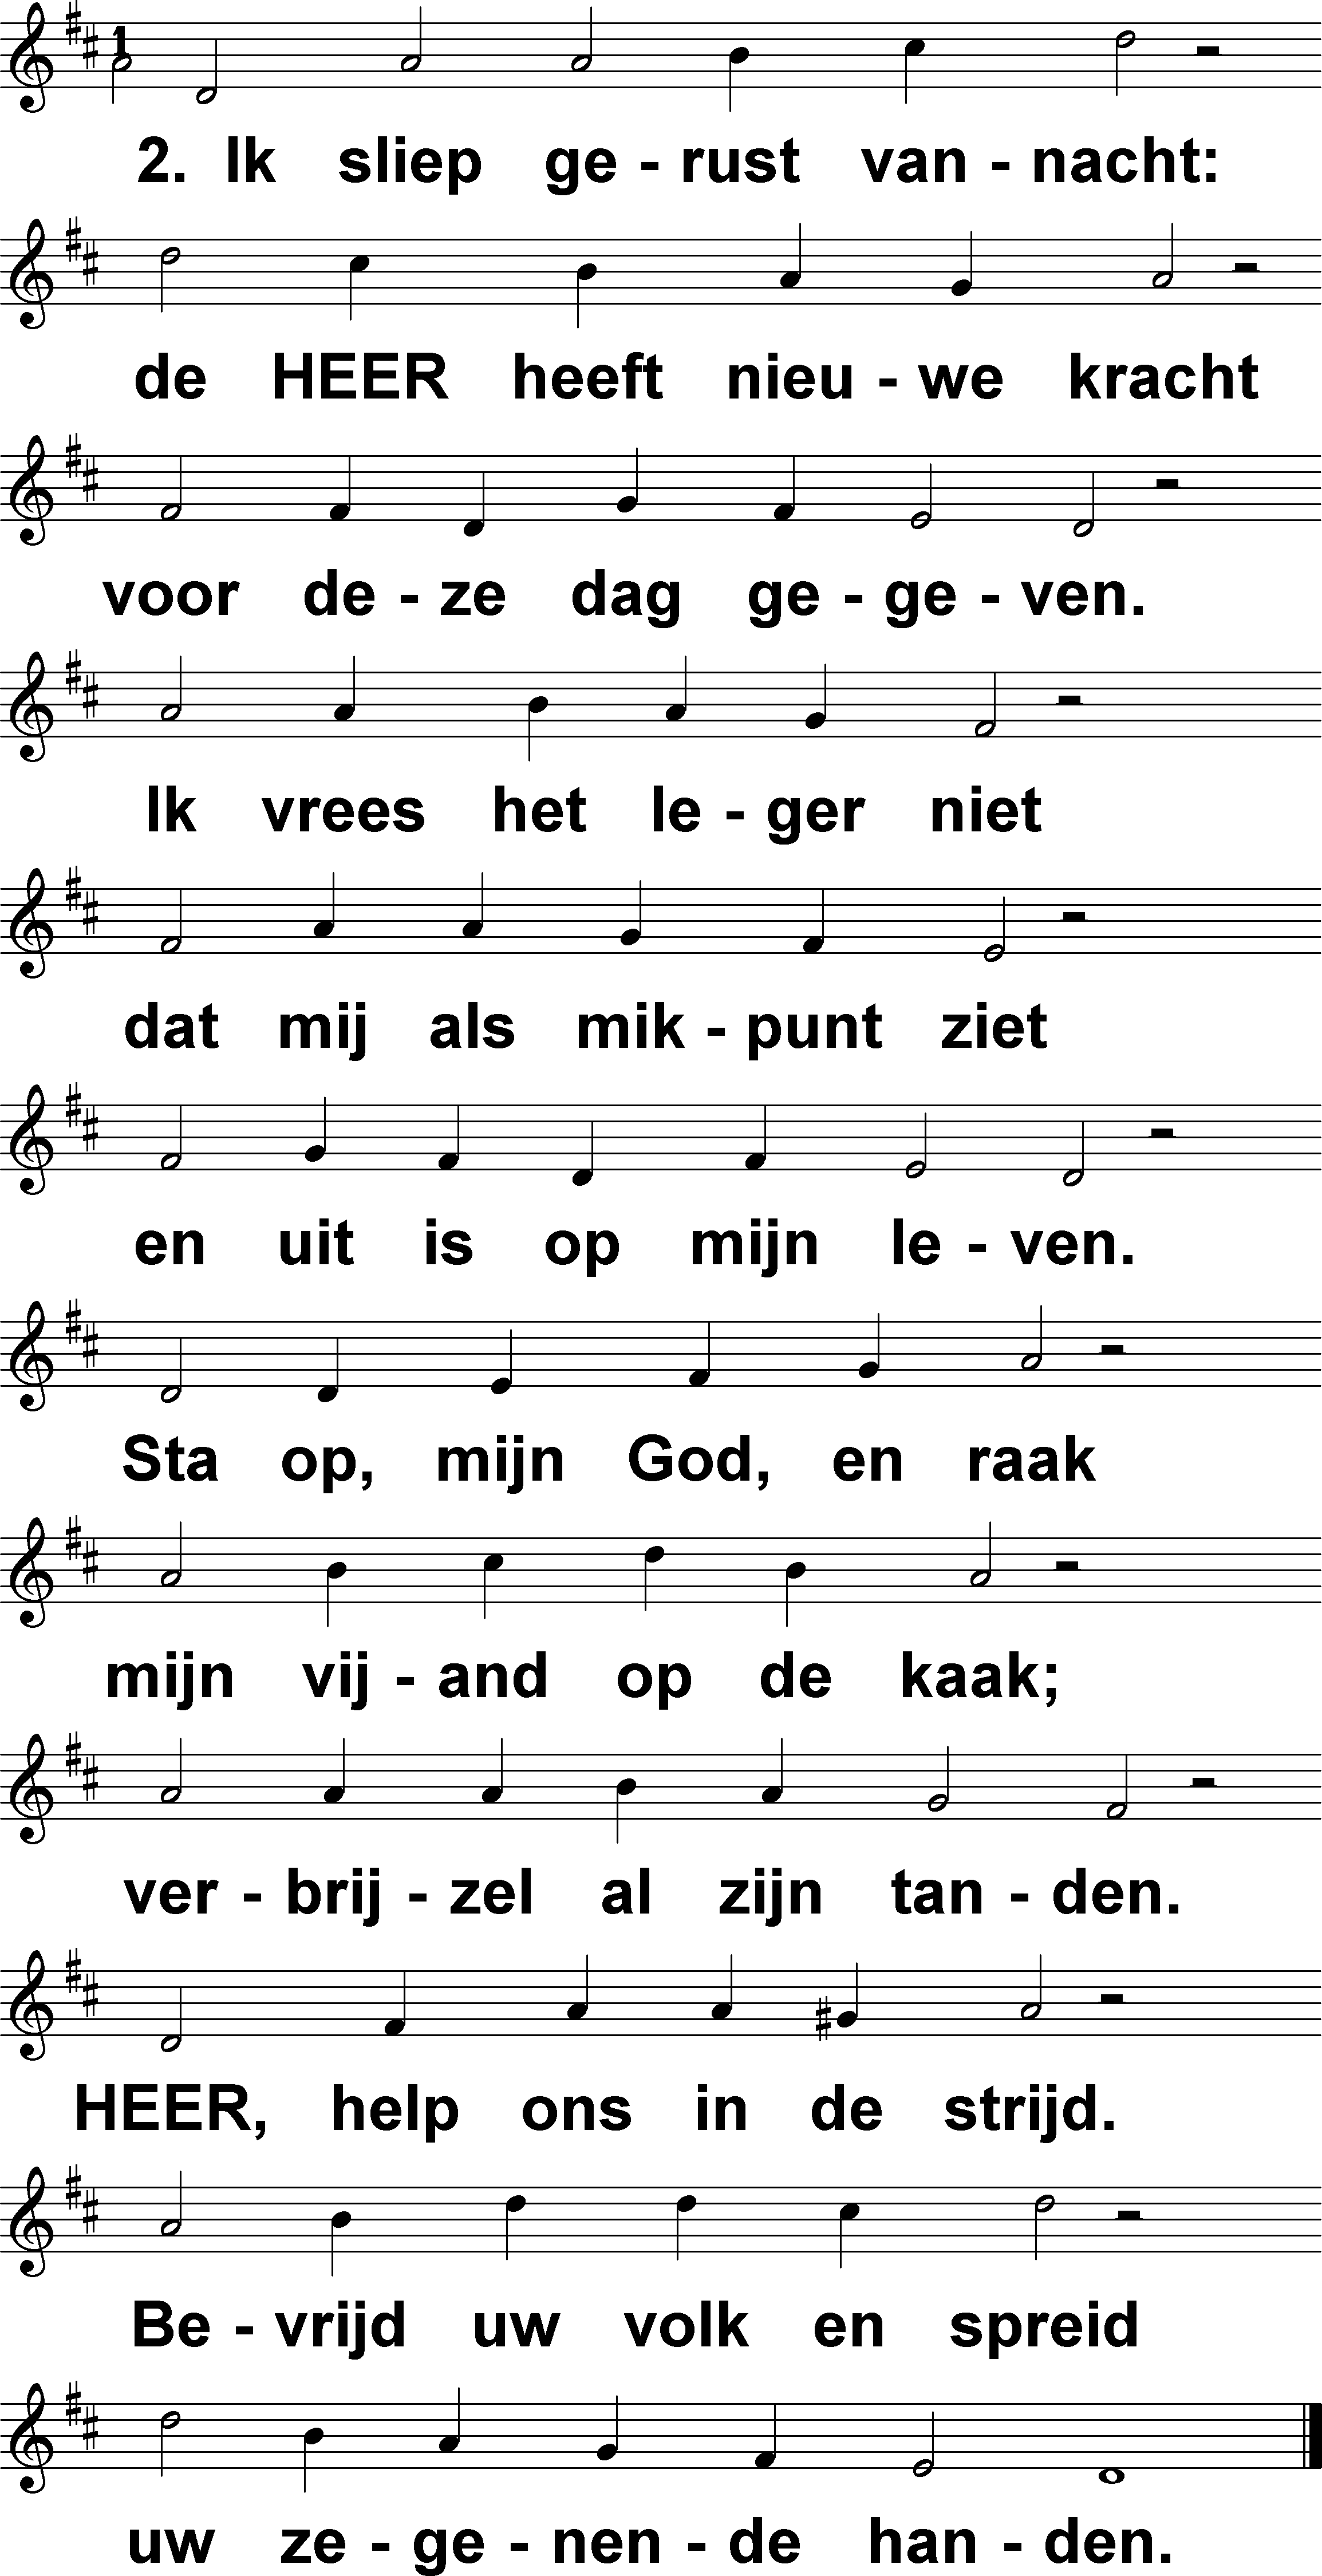 1
2. Ik sliep ge - rust van - nacht:
de HEER heeft nieu - we kracht
voor de - ze dag ge - ge - ven.
Ik vrees het le - ger niet
dat mij als mik - punt ziet
en uit is op mijn le - ven.
Sta op, mijn God, en raak
mijn vij - and op de kaak;
ver - brij - zel al zijn tan - den.
HEER, help ons in de strijd.
Be - vrijd uw volk en spreid
uw ze - ge - nen - de han - den.